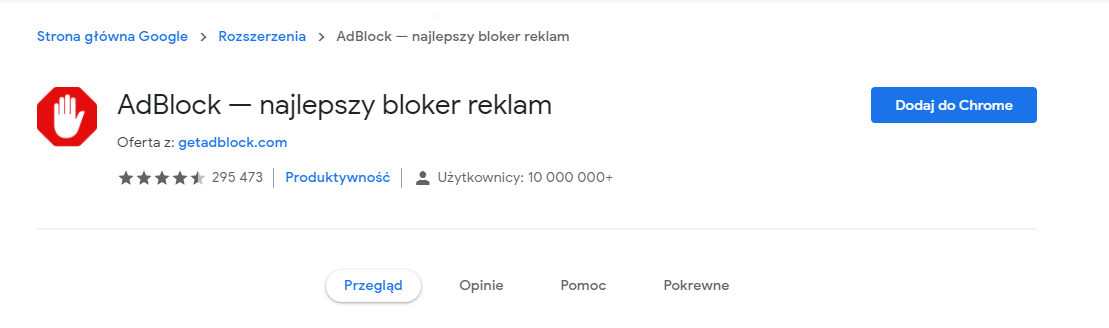 Strona główna Google > Rozszerzenia > AdBlock — najlepszy bloker reklam
AdBlock — najlepszy bloker reklam
Dodaj do Chrome
Oferta z: getadblock.com
295 473 Produktywność Użytkownicy: 10 000 000+
Przegląd Opinie Pomoc Pokrewne